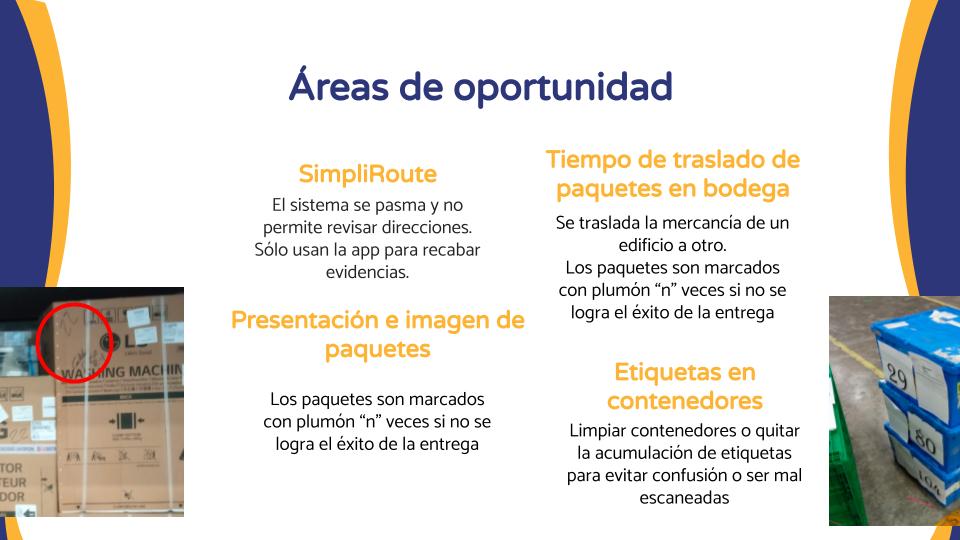 Áreas de oportunidad
SimpliRoute
El sistema se pasma y no
permite revisar direcciones.
Sólo usan la app para recabar
evidencias.
Presentación e imagen de
paquetes
Los paquetes son marcados
con plumón “n” veces si no se
logra el éxito de la entrega
Tiempo de traslado de
paquetes en bodega
Se traslada la mercancía de un
edificio a otro.
Los paquetes son marcados
con plumón “n” veces si no se
logra el éxito de la entrega
Etiquetas en
contenedores
Limpiar contenedores o quitar
la acumulación de etiquetas
para evitar confusión o ser mal
escaneadas
LG
WASHING MACHIN
29
80
104